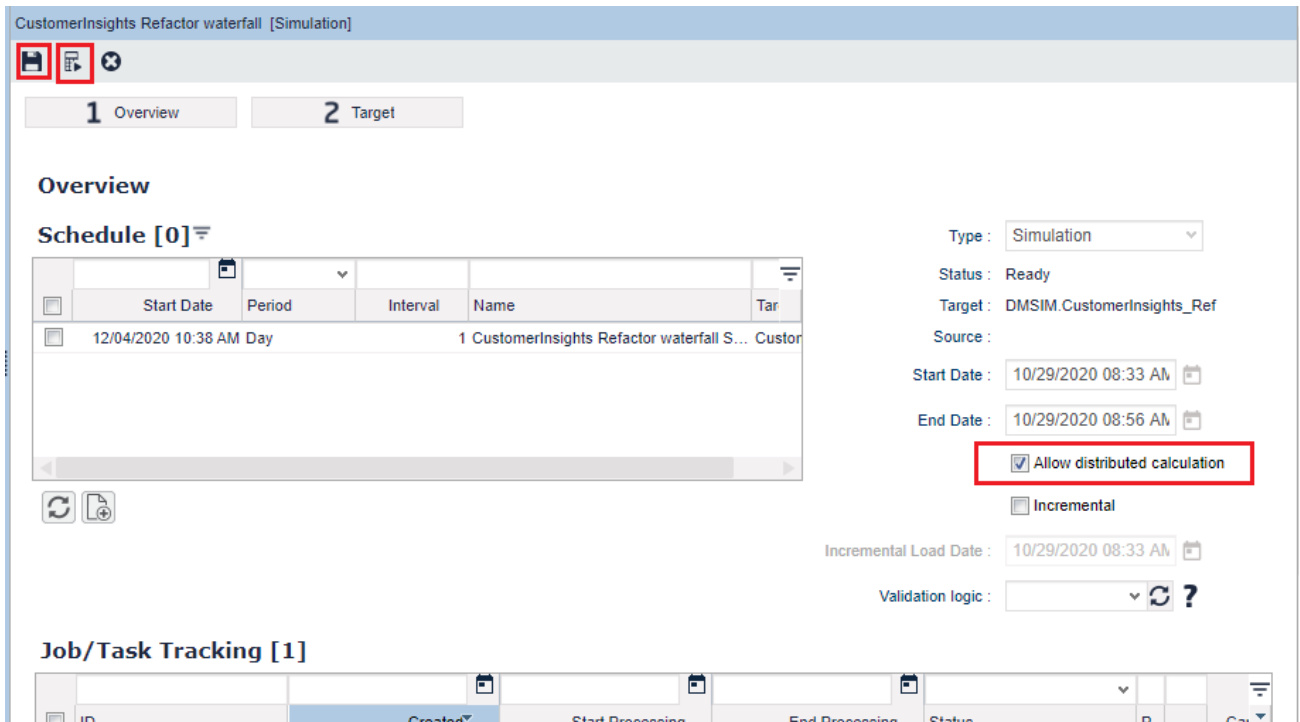 CustomerInsights Refactor waterfall [Simulation]
1 Overview 2 Target
Overview
Schedule [0]
Start Date Period Interval Name Tar
12/04/2020 10:38 AM Day 1 CustomerInsights Refactor waterfall S... Custor
Type : Simulation
Status : Ready
Target : DMSIM.CustomerInsights_Ref
Source :
Start Date : 10/29/2020 08:33 AM
End Date : 10/29/2020 08:56 AM
Allow distributed calculation
Incremental
Incremental Load Date : 10/29/2020 08:33 AM
Validation logic : ?
Job/Task Tracking [1]
ID Created Start Processing End Processing Status